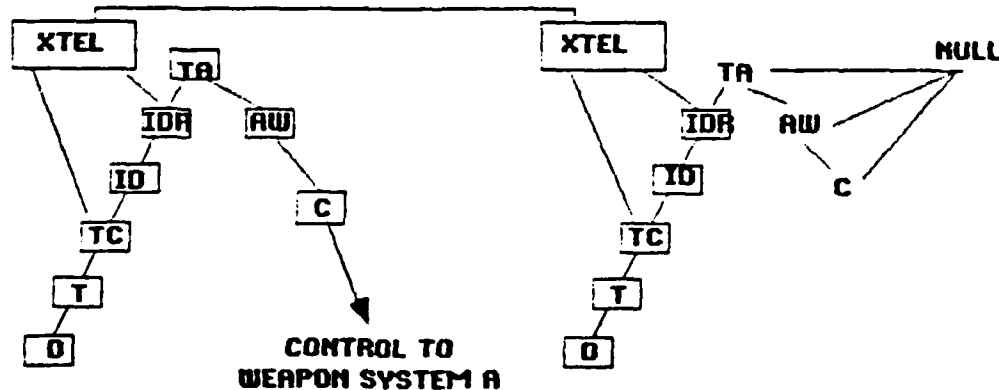 XTEL
TA
IDR
AW
ID
C
TC
T
D
CONTROL TO
WEAPON SYSTEM A
XTEL
NULL
TA
IDR
AW
ID
C
TC
T
D